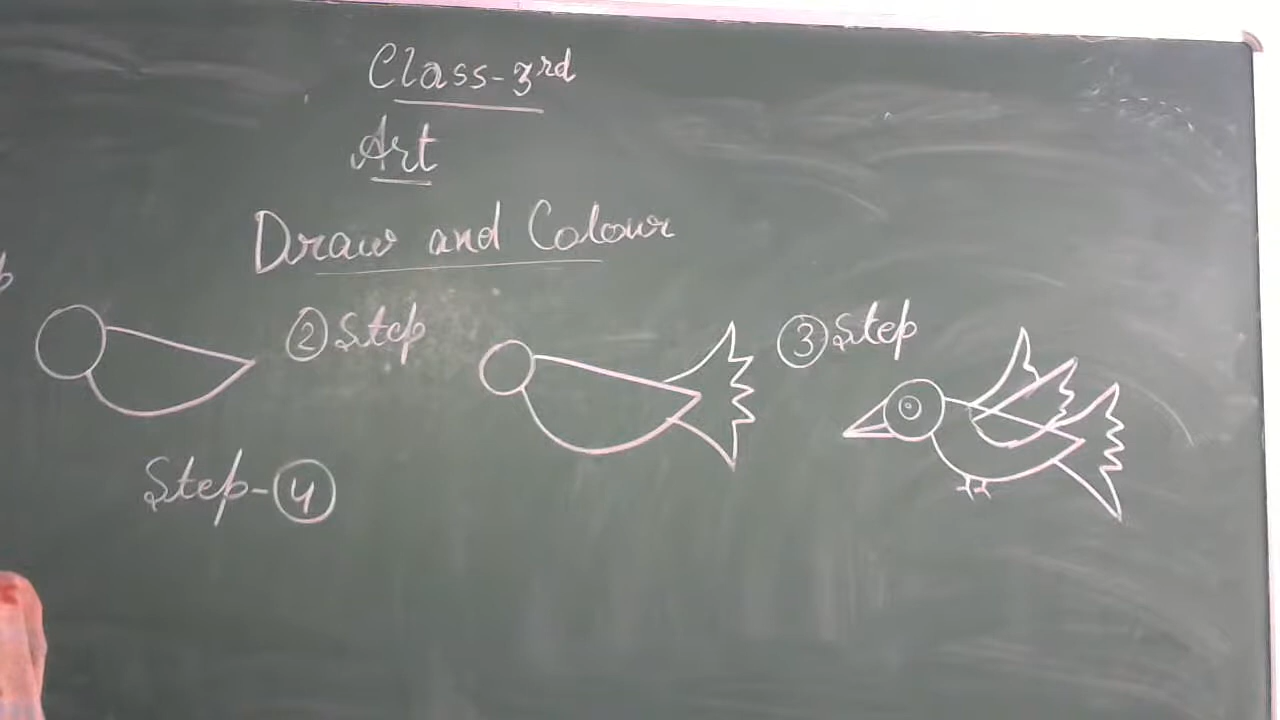 Class-3rd
Art
Draw and Colour
② Step
③ Step
Step-④